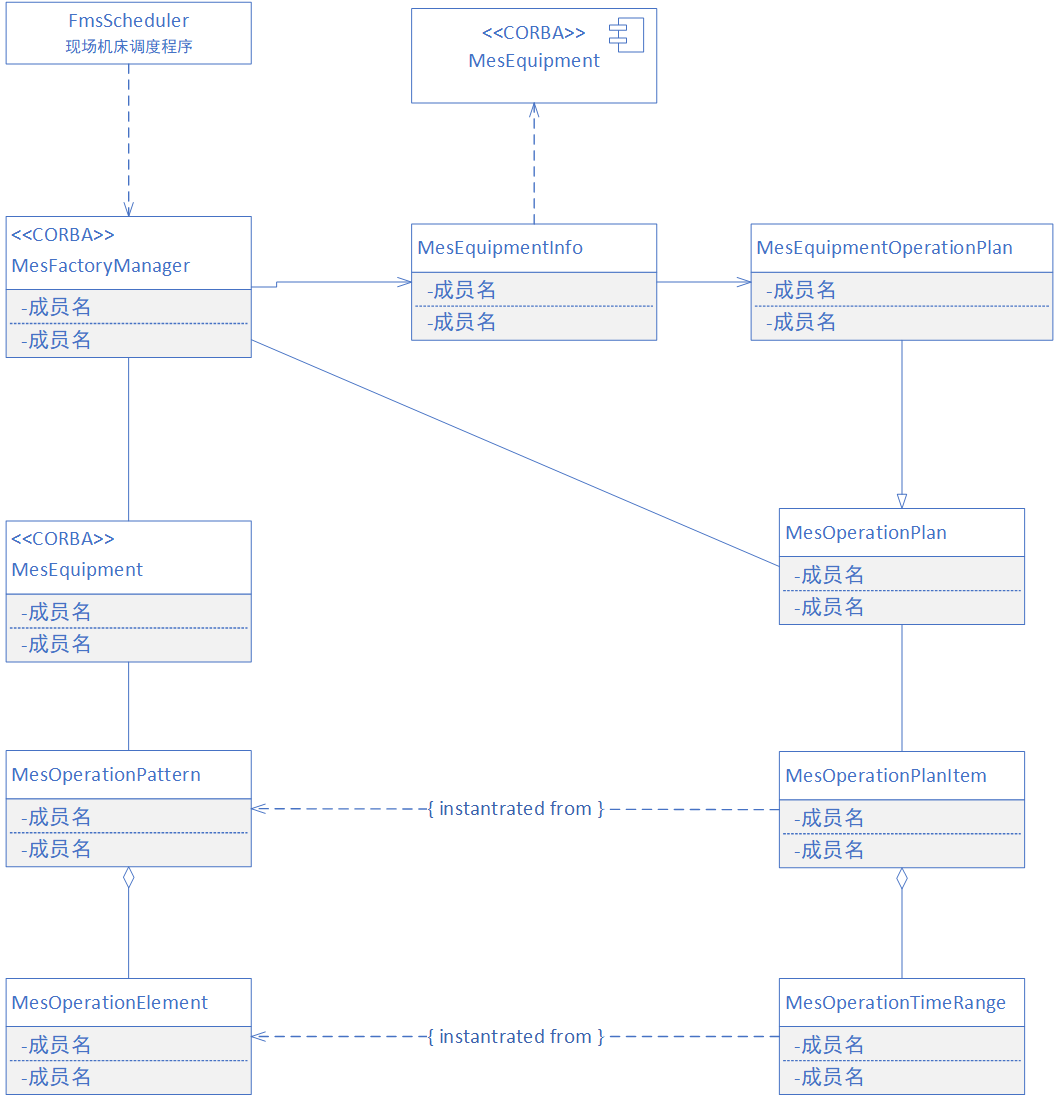 FmsScheduler
现场机床调度程序
<<CORBA>>
MesEquipment
<<CORBA>>
MesFactoryManager
-成员名
-成员名
MesEquipmentInfo
-成员名
-成员名
MesEquipmentOperationPlan
-成员名
-成员名
<<CORBA>>
MesEquipment
-成员名
-成员名
MesOperationPlan
-成员名
-成员名
MesOperationPattern
-成员名
-成员名
{ instantrated from }
MesOperationPlanItem
-成员名
-成员名
MesOperationElement
-成员名
-成员名
{ instantrated from }
MesOperationTimeRange
-成员名
-成员名